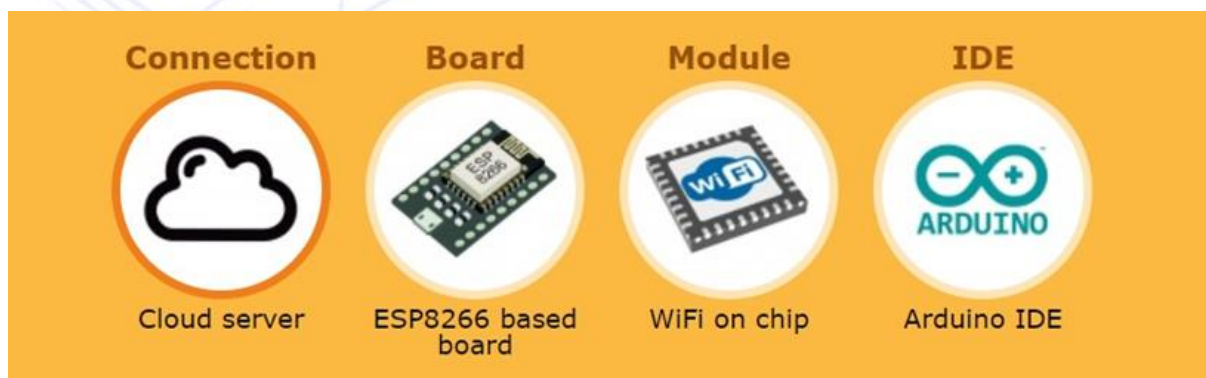 Connection Board Module IDE
ESP
8266
WiFi
ARDUINO
Cloud server ESP8266 based WiFi on chip Arduino IDE
board